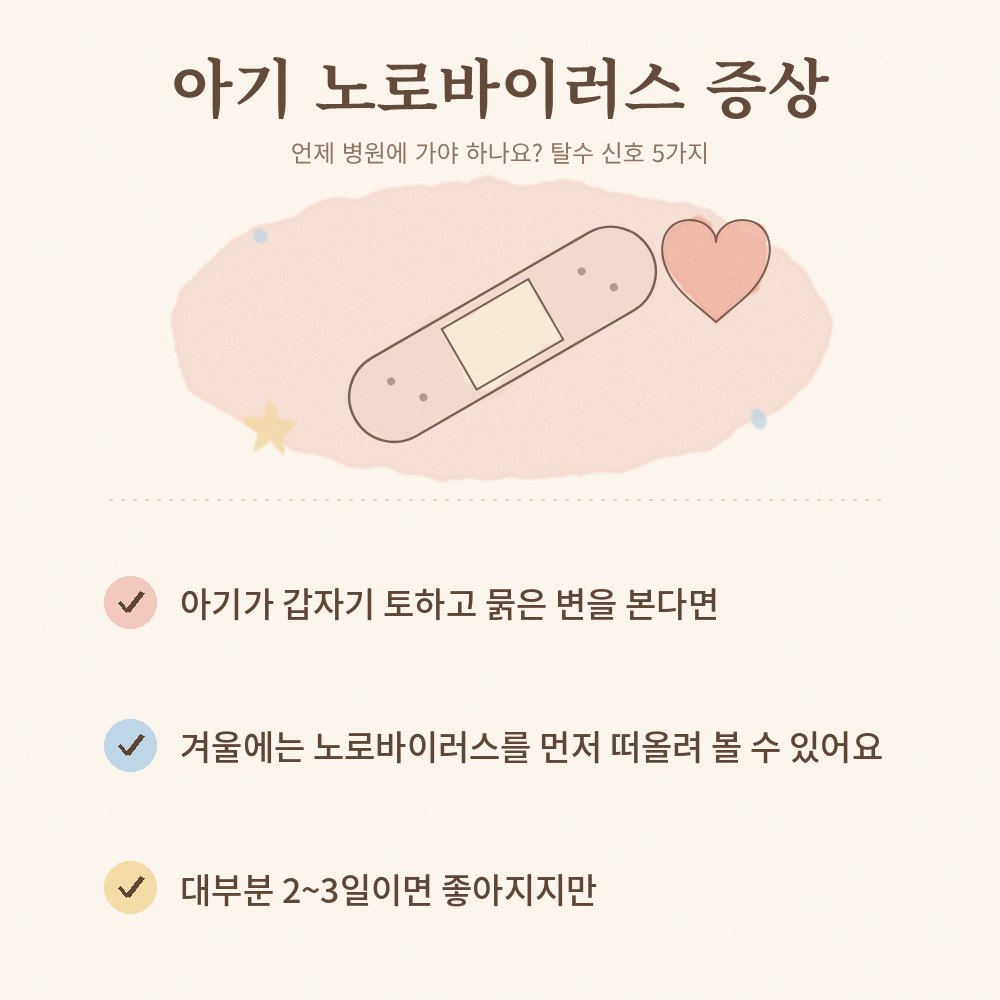 아기 노로바이러스 증상
언제 병원에 가야 하나요? 탈수 신호 5가지
아기가 갑자기 토하고 묽은 변을 본다면
겨울에는 노로바이러스를 먼저 떠올려 볼 수 있어요
대부분 2~3일이면 좋아지지만